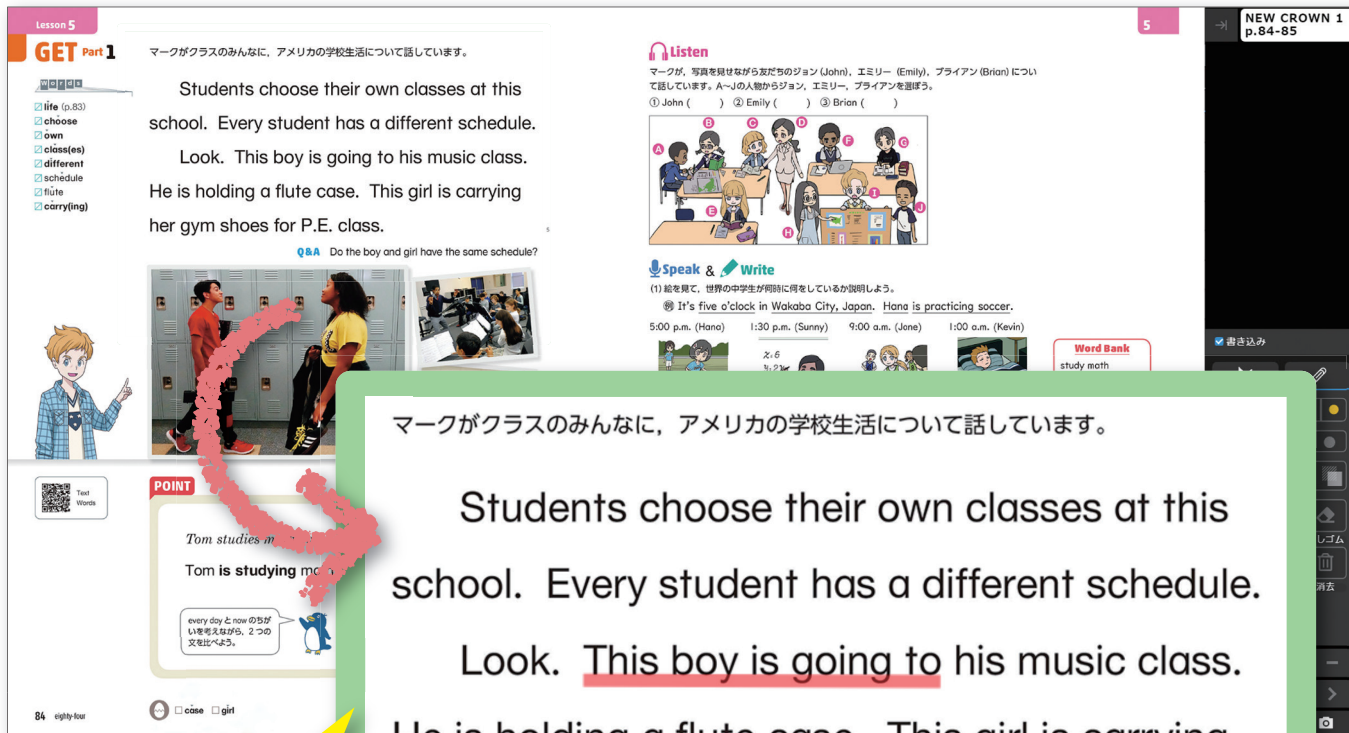 Lesson 5
GET Part 1
マークがクラスのみんなに，アメリカの学校生活について話しています。
Words
life (p.83)
choose
own
class(es)
different
schedule
flute
carry(ing)
Students choose their own classes at this
school. Every student has a different schedule.
Look. This boy is going to his music class.
He is holding a flute case. This girl is carrying
her gym shoes for P.E. class.
5
Q&A Do the boy and girl have the same schedule?
Text
Words
POINT
Tom studies
Tom is studying
every day と now のちが
いを考えながら，2つの
文を比べよう。
case girl
84 eighty-four
5
Listen
マークが，写真を見せながら友だちのジョン (John)，エミリー (Emily)，ブライアン (Brian) につい
て話しています。A〜Jの人物からジョン，エミリー，ブライアンを選ぼう。
① John ( ) ② Emily ( ) ③ Brian ( )
A
B
C
D
E
F
G
H
I
J
Speak & Write
(1) 絵を見て，世界の中学生が何時に何をしているか説明しよう。
例 It's five o'clock in Wakaba City, Japan. Hana is practicing soccer.
5:00 p.m. (Hana) 1:30 p.m. (Sunny) 9:00 a.m. (Jone) 1:00 a.m. (Kevin)
Word Bank
study math
NEW CROWN 1
p.84-85
書き込み
しゴム
消去
マークがクラスのみんなに，アメリカの学校生活について話しています。
Students choose their own classes at this
school. Every student has a different schedule.
Look. This boy is going to his music class.
He is holding a flute case. This girl is carrying